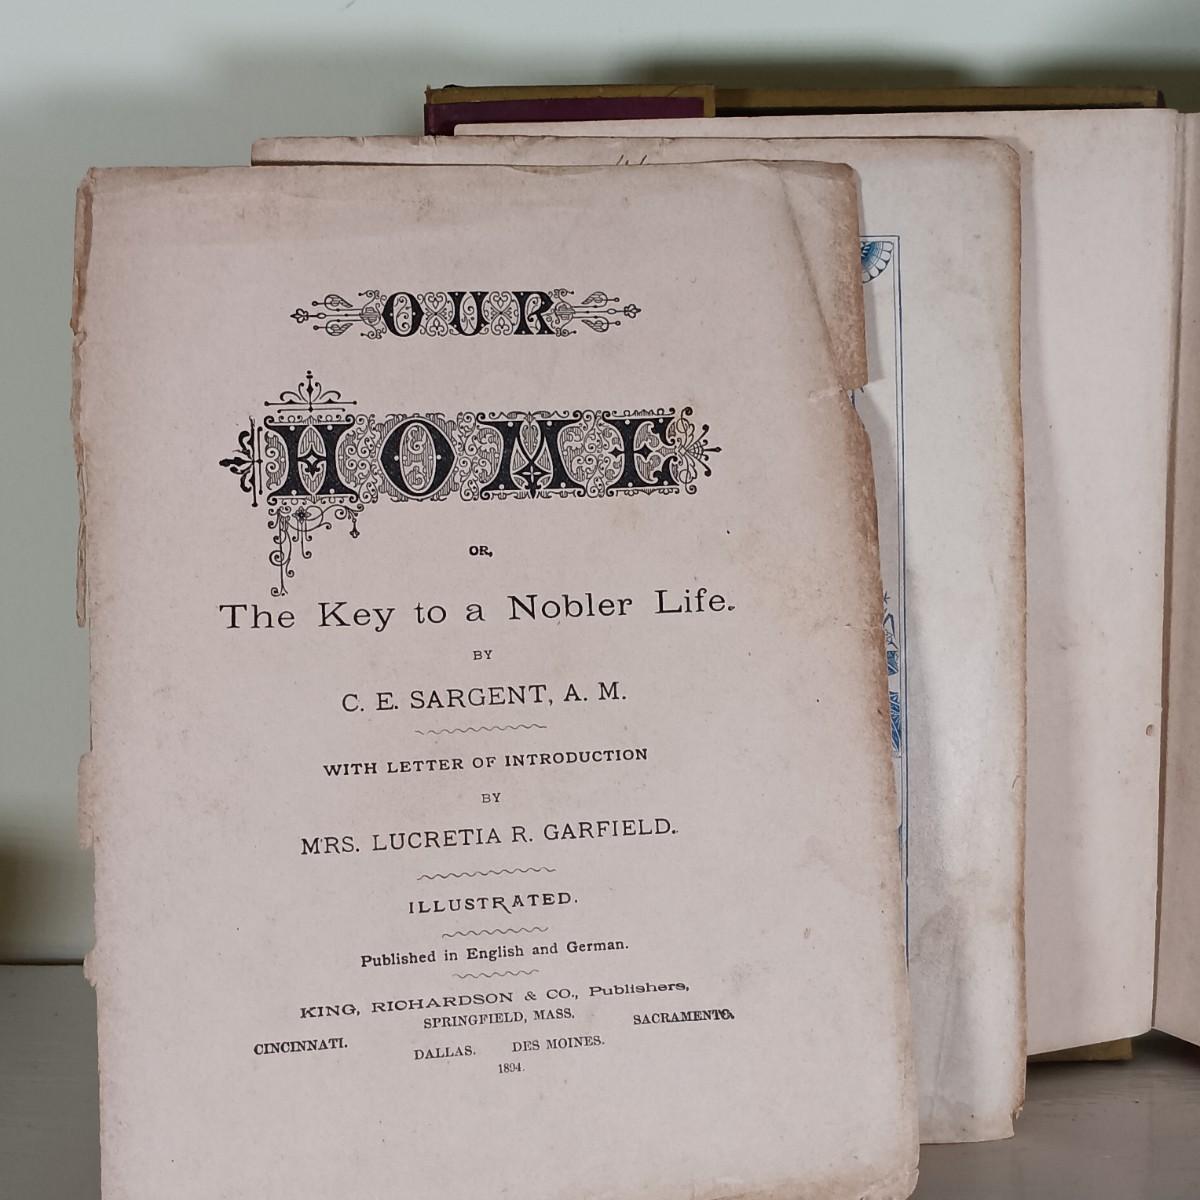 OUR
HOME
OR,
The Key to a Nobler Life.
BY
C. E. SARGENT, A. M.
WITH LETTER OF INTRODUCTION
BY
MRS. LUCRETIA R. GARFIELD.
ILLUSTRATED.
Published in English and German.
KING, RICHARDSON & CO., Publishers,
SPRINGFIELD, MASS.
CINCINNATI. SACRAMENTO.
DALLAS. DES MOINES.
1894.